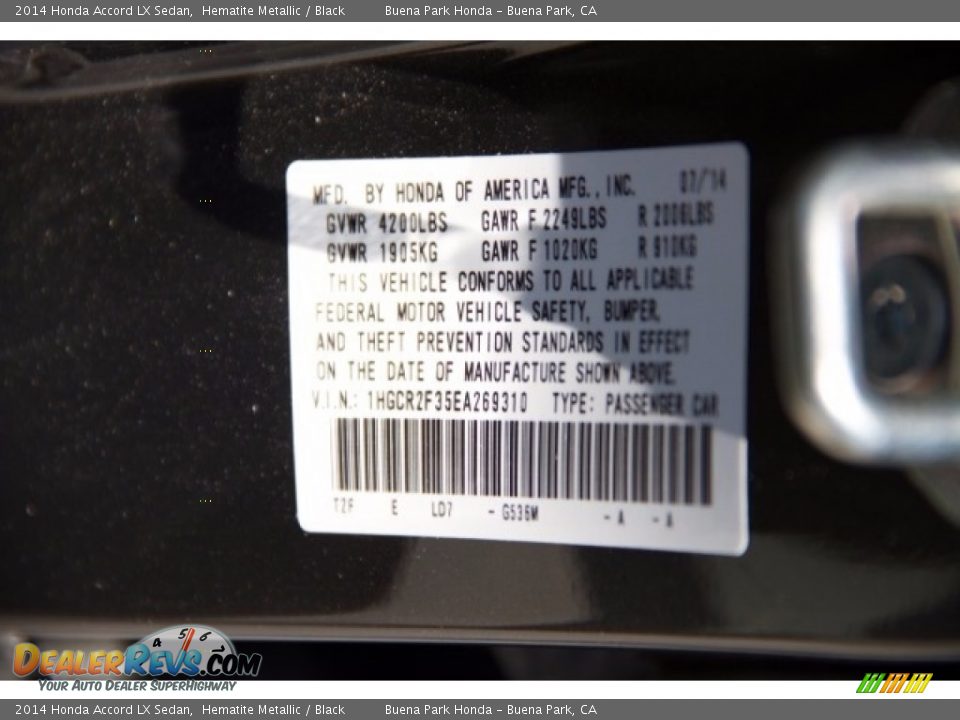 2014 Honda Accord LX Sedan, Hematite Metallic / Black Buena Park Honda – Buena Park, CA
MFD. BY HONDA OF AMERICA MFG., INC. 07/'14
GVWR 4200LBS GAWR F 2249LBS R 2006LBS
GVWR 1905KG GAWR F 1020KG R 910KG
THIS VEHICLE CONFORMS TO ALL APPLICABLE
FEDERAL MOTOR VEHICLE SAFETY, BUMPER,
AND THEFT PREVENTION STANDARDS IN EFFECT
ON THE DATE OF MANUFACTURE SHOWN ABOVE.
V.I.N.: 1HGCR2F35EA269310 TYPE: PASSENGER CAR
T2F E LD7 - G536M - A - A
4 5 6
DealerRevs.com
Your Auto Dealer SuperHighway
2014 Honda Accord LX Sedan, Hematite Metallic / Black Buena Park Honda – Buena Park, CA